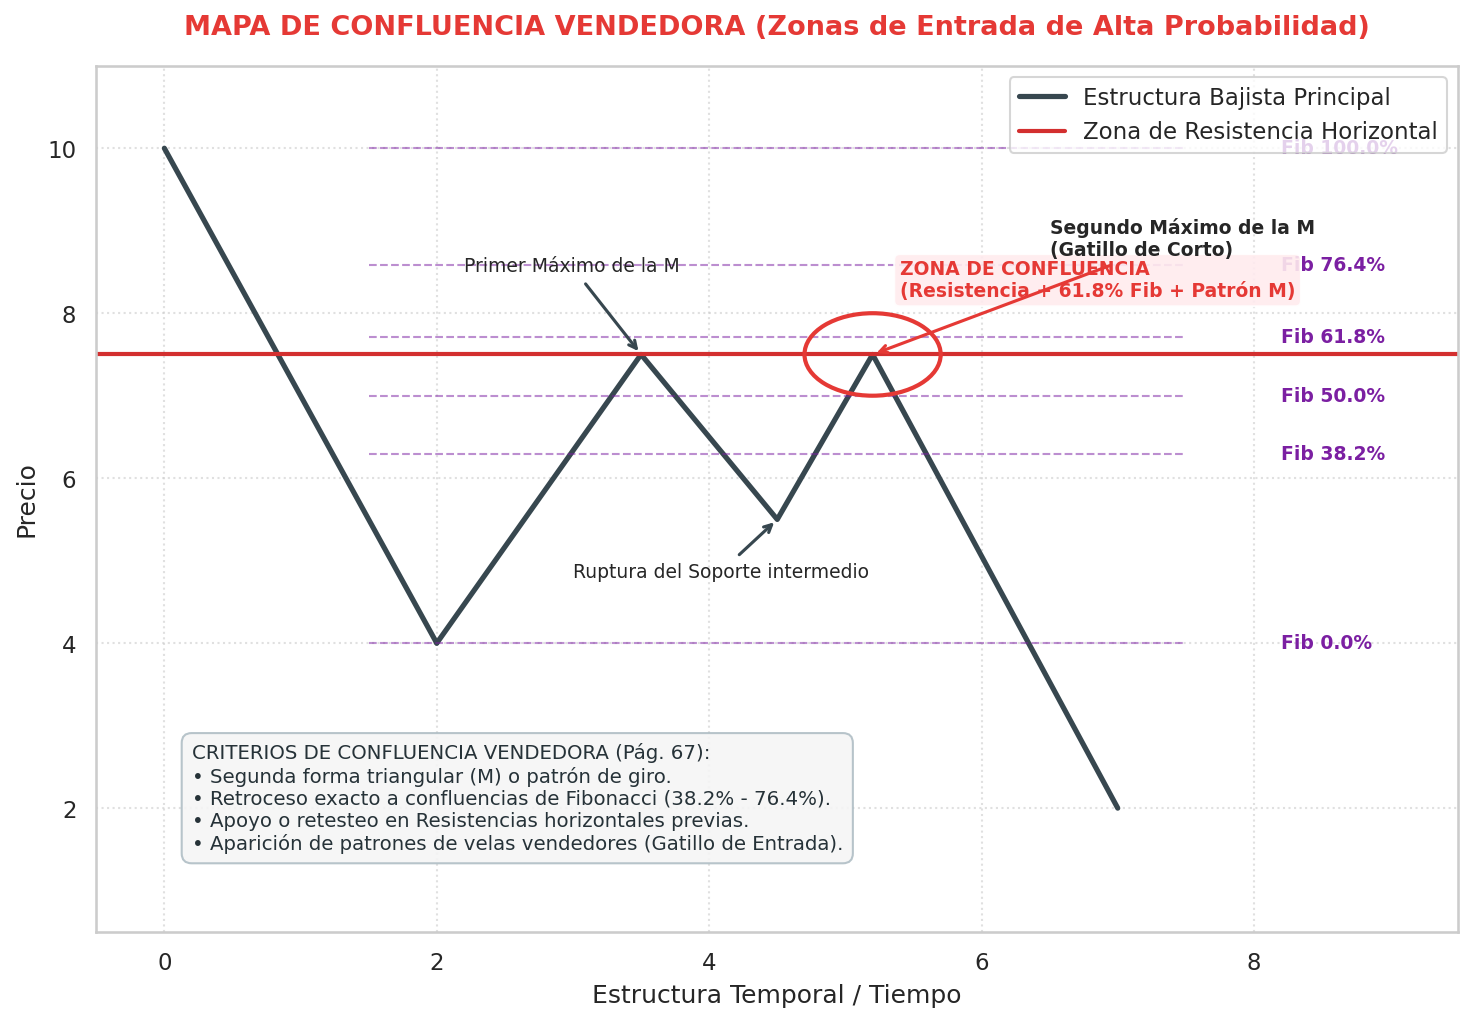 MAPA DE CONFLUENCIA VENDEDORA (Zonas de Entrada de Alta Probabilidad)
Estructura Bajista Principal
Zona de Resistencia Horizontal
Fib 100.0%
Segundo Máximo de la M
(Gatillo de Corto)
Primer Máximo de la M
ZONA DE CONFLUENCIA
(Resistencia + 61.8% Fib + Patrón M)
Fib 76.4%
Fib 61.8%
Fib 50.0%
Fib 38.2%
Ruptura del Soporte intermedio
Fib 0.0%
CRITERIOS DE CONFLUENCIA VENDEDORA (Pág. 67):
• Segunda forma triangular (M) o patrón de giro.
• Retroceso exacto a confluencias de Fibonacci (38.2% - 76.4%).
• Apoyo o retesteo en Resistencias horizontales previas.
• Aparición de patrones de velas vendedores (Gatillo de Entrada).
Precio
10
8
6
4
2
0
2
4
6
8
Estructura Temporal / Tiempo